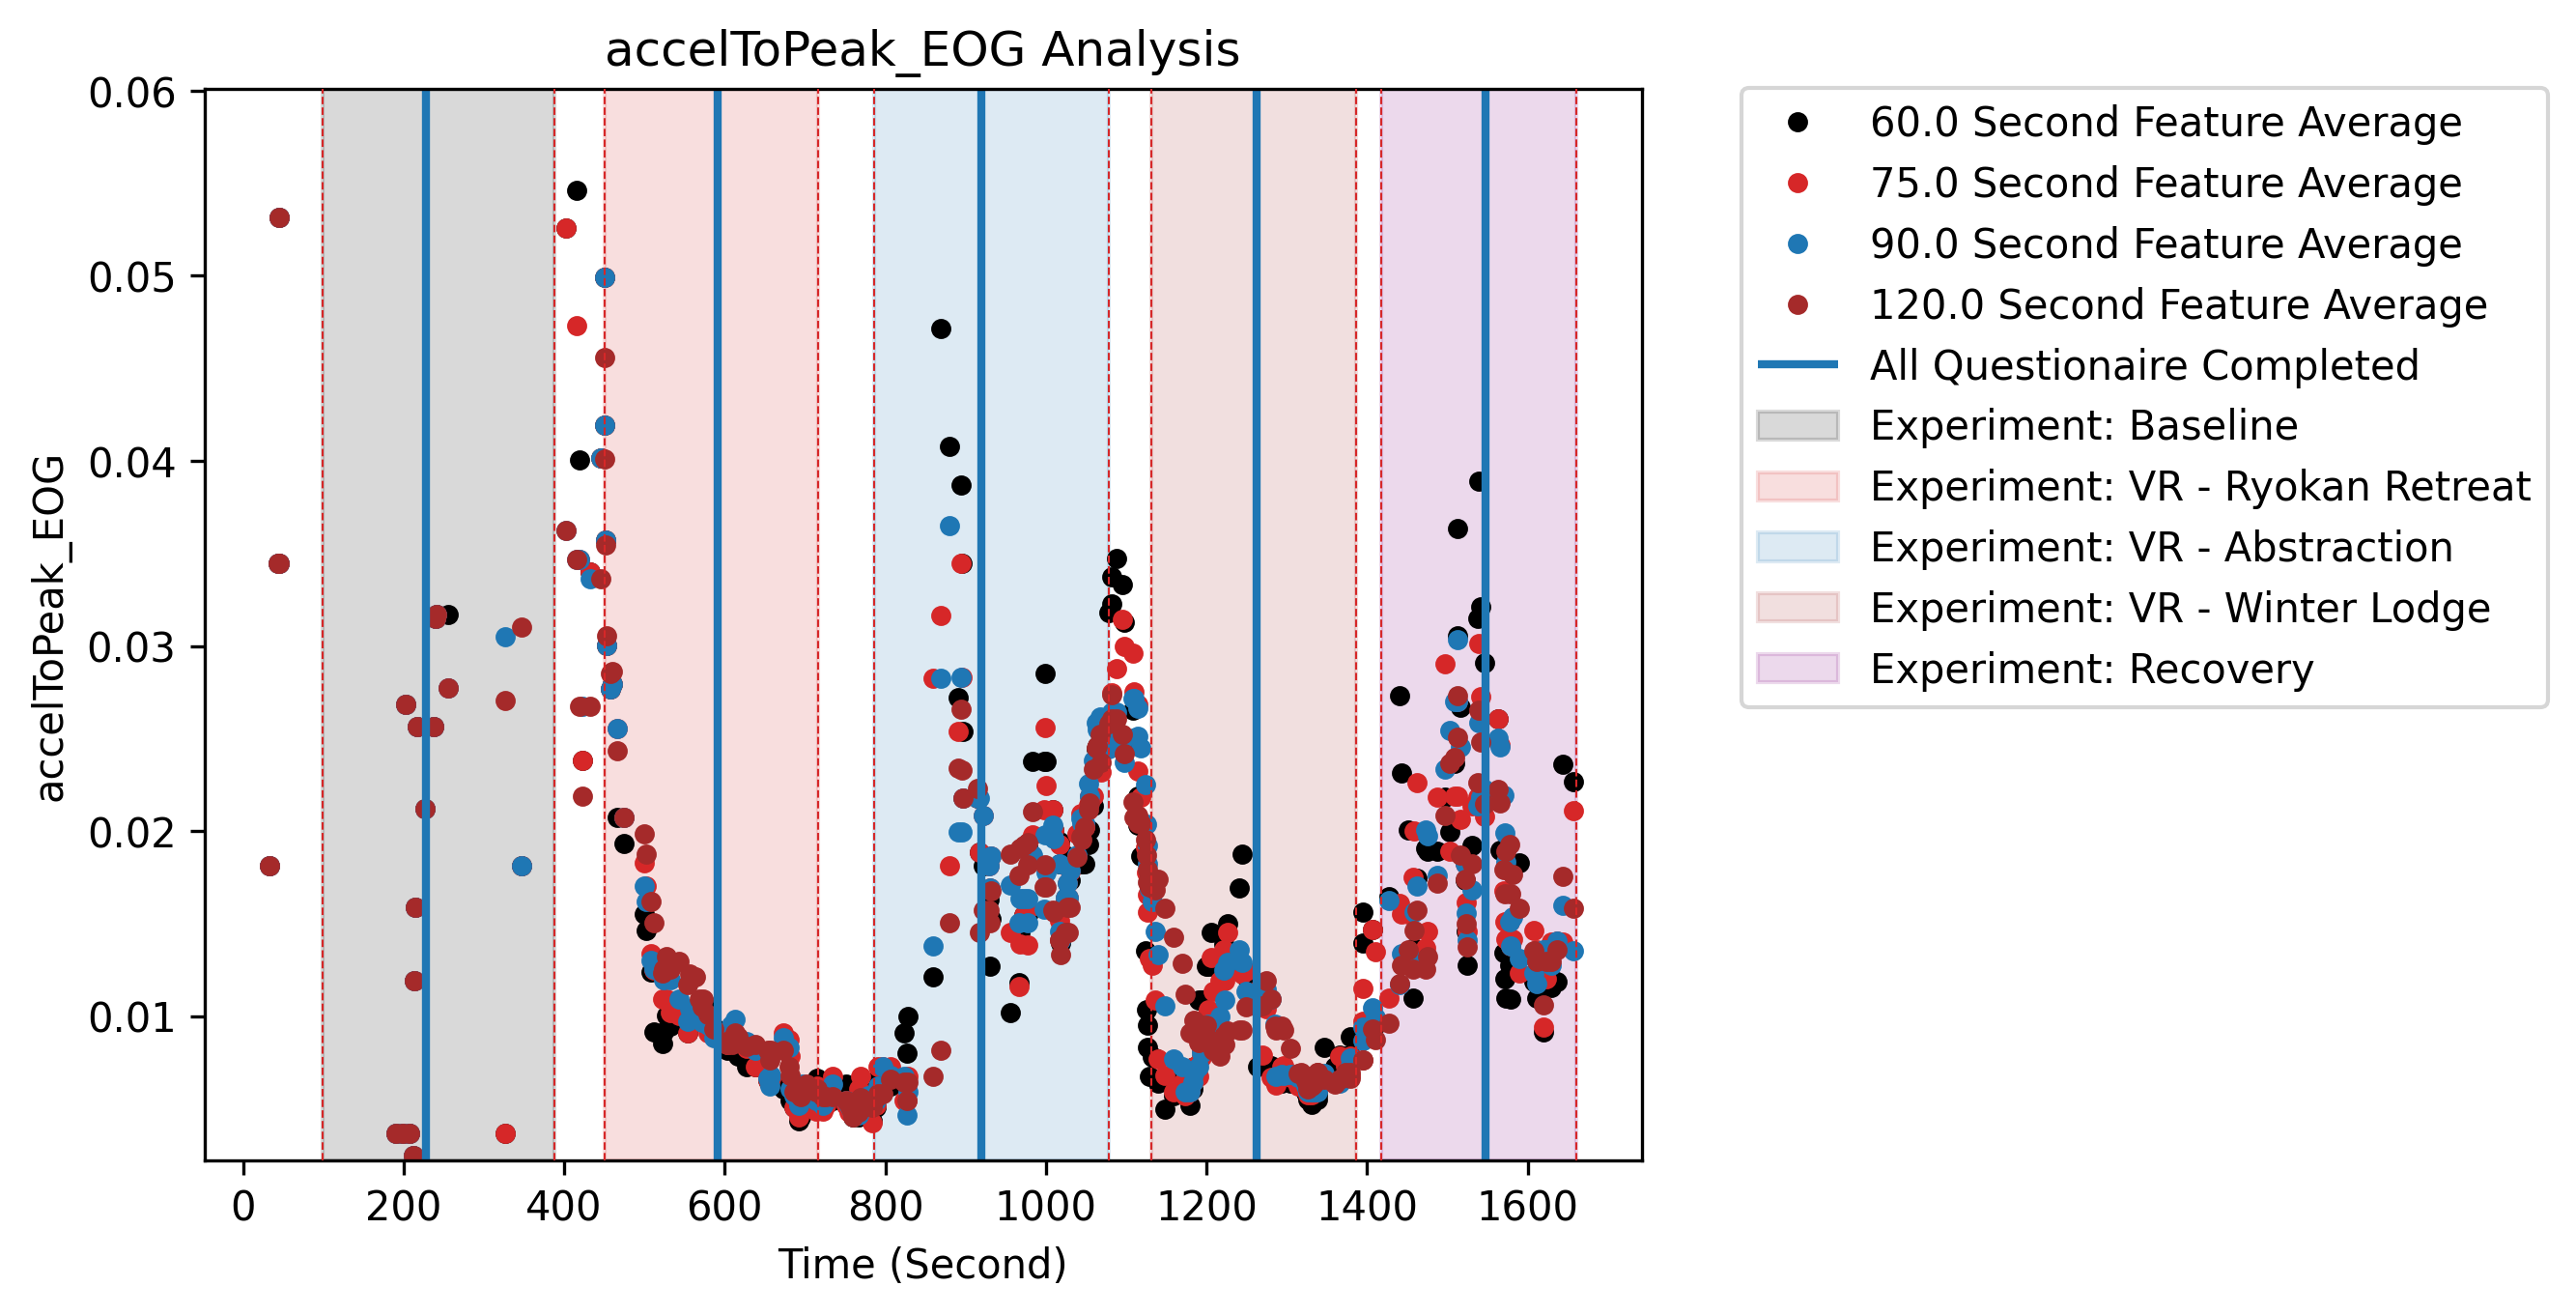 accelToPeak_EOG Analysis
0.06
0.05
0.04
0.03
0.02
0.01
accelToPeak_EOG
0
200
400
600
800
1000
1200
1400
1600
Time (Second)
60.0 Second Feature Average
75.0 Second Feature Average
90.0 Second Feature Average
120.0 Second Feature Average
All Questionaire Completed
Experiment: Baseline
Experiment: VR - Ryokan Retreat
Experiment: VR - Abstraction
Experiment: VR - Winter Lodge
Experiment: Recovery